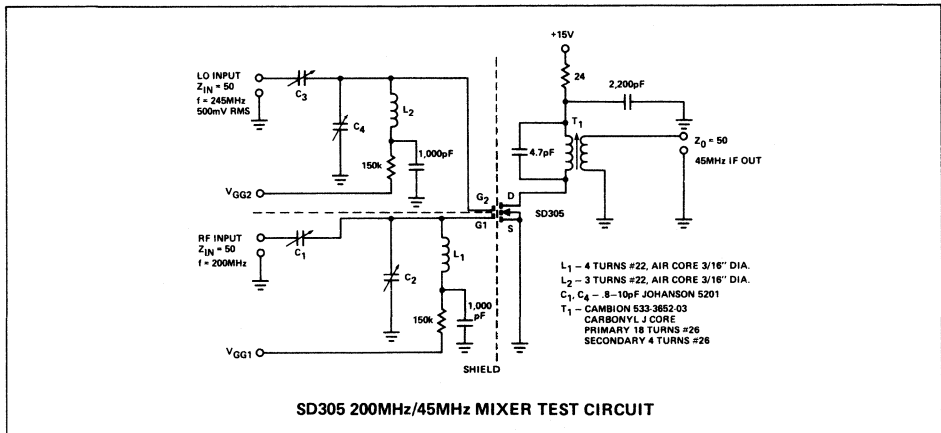 LO INPUT
Z_IN = 50
f = 245MHz
500mV RMS
C3
C4
L2
1,000pF
150k
VGG2
+15V
24
2,200pF
T1
4.7pF
Z0 = 50
45MHz IF OUT
G2
D
SD305
G1
S
RF INPUT
Z_IN = 50
f = 200MHz
C1
C2
L1
1,000
pF
150k
VGG1
SHIELD
L1 – 4 TURNS #22, AIR CORE 3/16" DIA.
L2 – 3 TURNS #22, AIR CORE 3/16" DIA.
C1, C4 – .8–10pF JOHANSON 5201
T1 – CAMBION 533-3652-03
CARBONYL J CORE
PRIMARY 18 TURNS #26
SECONDARY 4 TURNS #26
SD305 200MHz/45MHz MIXER TEST CIRCUIT